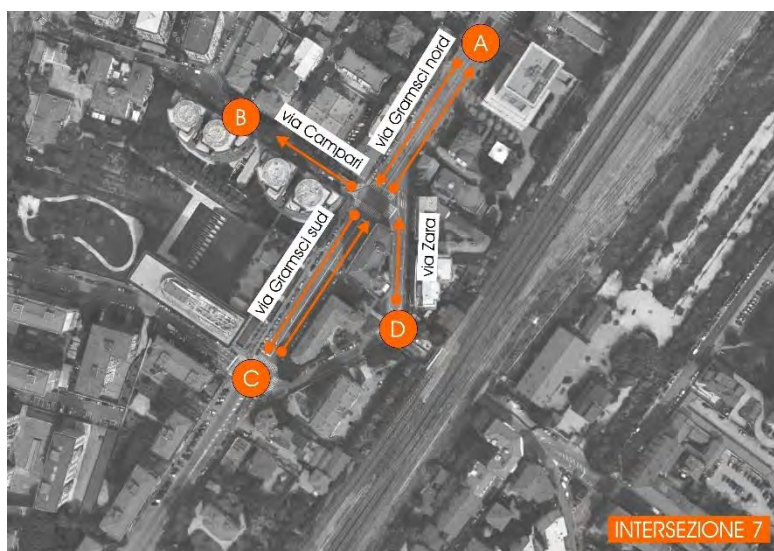 A
via Gramsci nord
B
via Campari
via Gramsci sud
via Zara
D
C
INTERSEZIONE 7